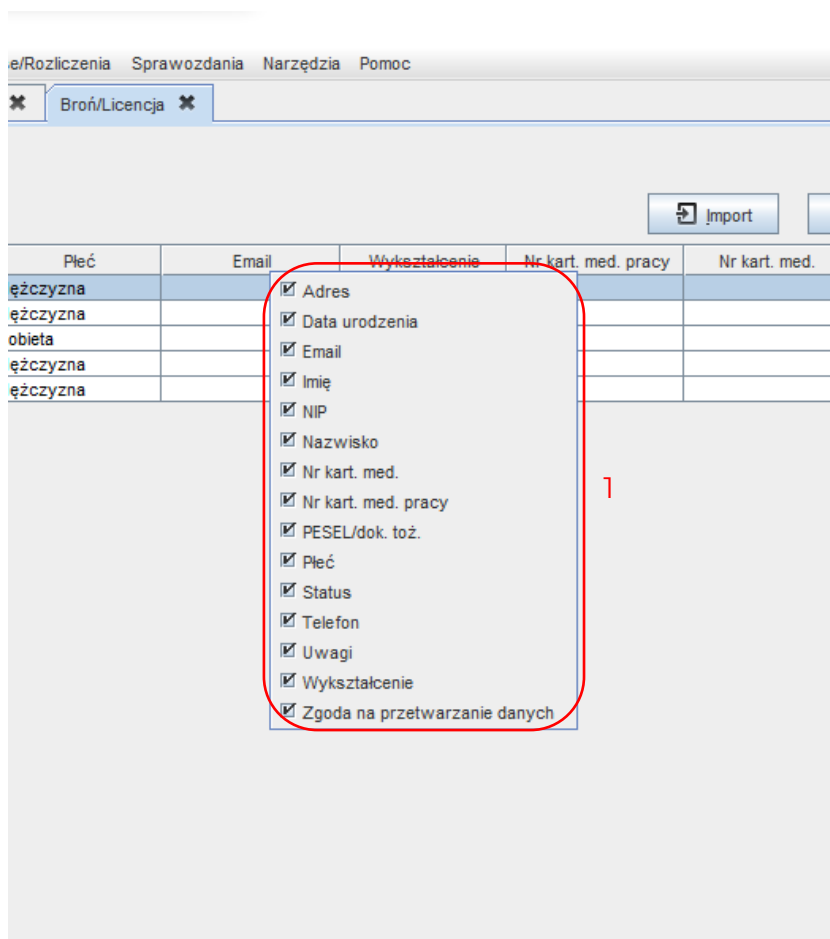 e/Rozliczenia Sprawozdania Narzędzia Pomoc
Broń/Licencja
Import
Płeć Email Wykształcenie Nr kart. med. pracy Nr kart. med.
ężczyzna
ężczyzna
obieta
ężczyzna
ężczyzna
Adres
Data urodzenia
Email
Imię
NIP
Nazwisko
Nr kart. med.
Nr kart. med. pracy
1
PESEL/dok. toż.
Płeć
Status
Telefon
Uwagi
Wykształcenie
Zgoda na przetwarzanie danych